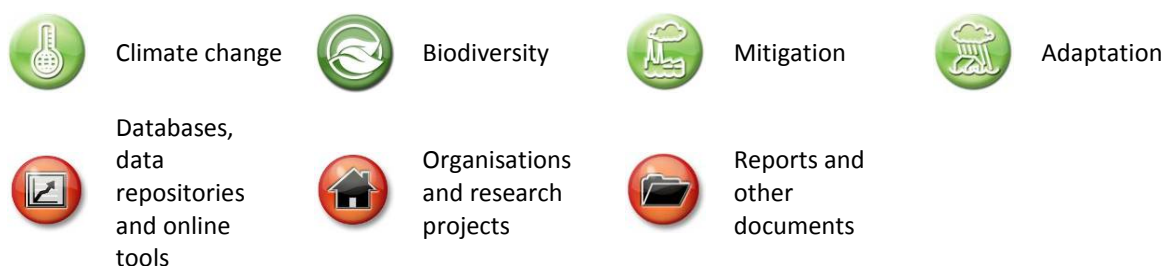 Climate change
Biodiversity
Mitigation
Adaptation
Databases,
data
repositories
and online
tools
Organisations
and research
projects
Reports and
other
documents